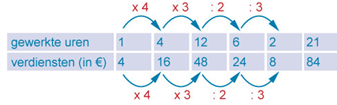 x 4 x 3 : 2 : 3
gewerkte uren 1 4 12 6 2 21
verdiensten (in €) 4 16 48 24 8 84
x 4 x 3 : 2 : 3